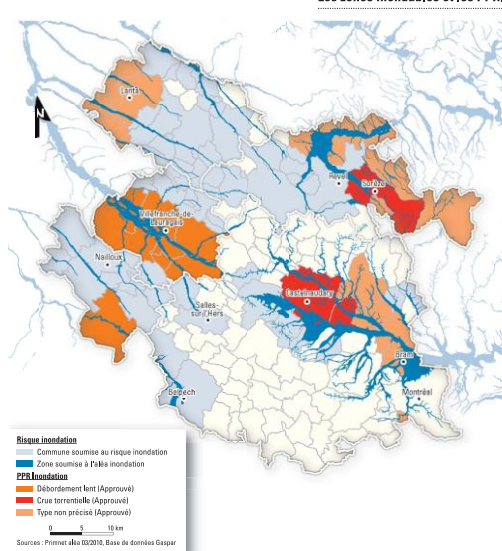 Lanta
N
Revel
Sorèze
Villefranche-de-
Lauragais
Nailloux
Castelnaudary
Salles-
sur-l'Hers
Bram
Belpech
Montréal
Risque inondation
Commune soumise au risque inondation
Zone soumise à l'aléa inondation
PPR Inondation
Débordement lent (Approuvé)
Crue torrentielle (Approuvé)
Type non précisé (Approuvé)
0 5 10 km
Sources : Primnet aléa 03/2010, Base de données Gaspar